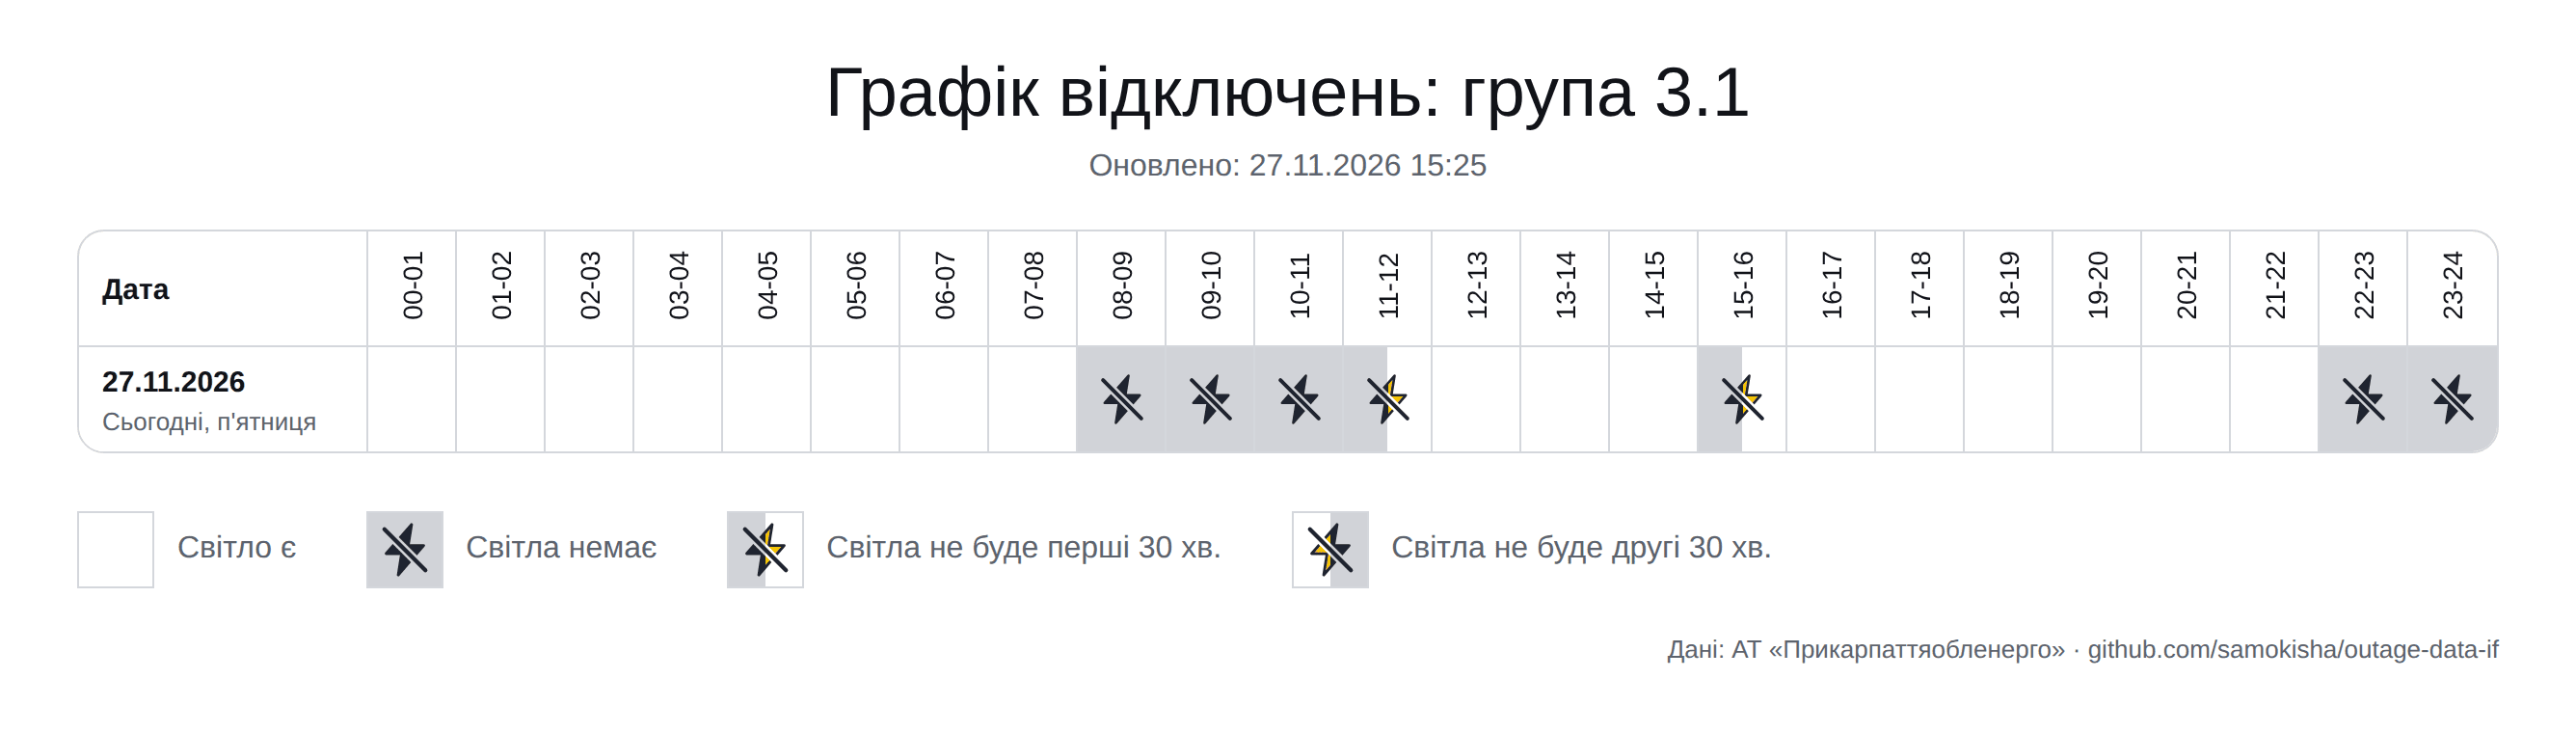 Графік відключень: група 3.1
Оновлено: 27.11.2026 15:25
Дата 00-01 01-02 02-03 03-04 04-05 05-06 06-07 07-08 08-09 09-10 10-11 11-12 12-13 13-14 14-15 15-16 16-17 17-18 18-19 19-20 20-21 21-22 22-23 23-24
27.11.2026
Сьогодні, п'ятниця
Світло є Світла немає Світла не буде перші 30 хв. Світла не буде другі 30 хв.
Дані: АТ «Прикарпаттяобленерго» · github.com/samokisha/outage-data-if